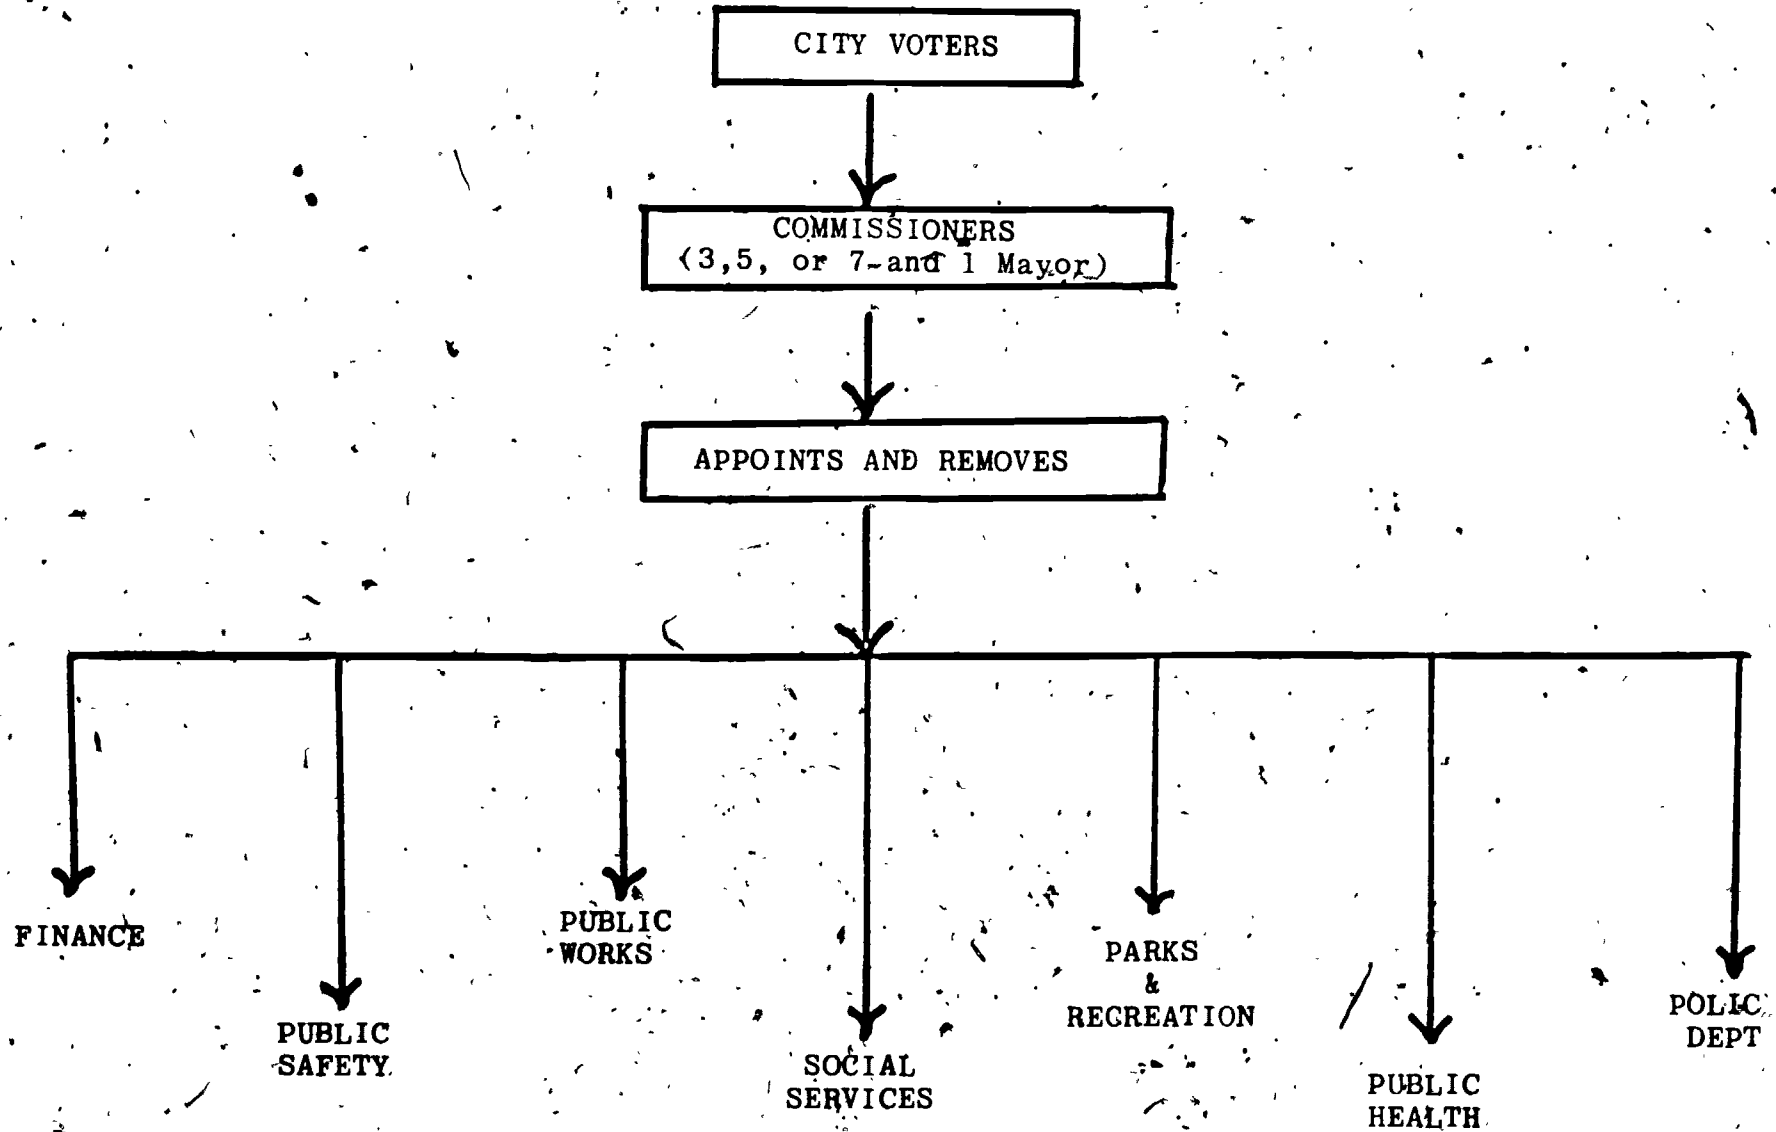 CITY VOTERS
COMMISSIONERS
(3,5, or 7-and 1 Mayor)
APPOINTS AND REMOVES
FINANCE
PUBLIC
WORKS
PARKS
&
RECREATION
POLIC
DEPT
PUBLIC
SAFETY
SOCIAL
SERVICES
PUBLIC
HEALTH